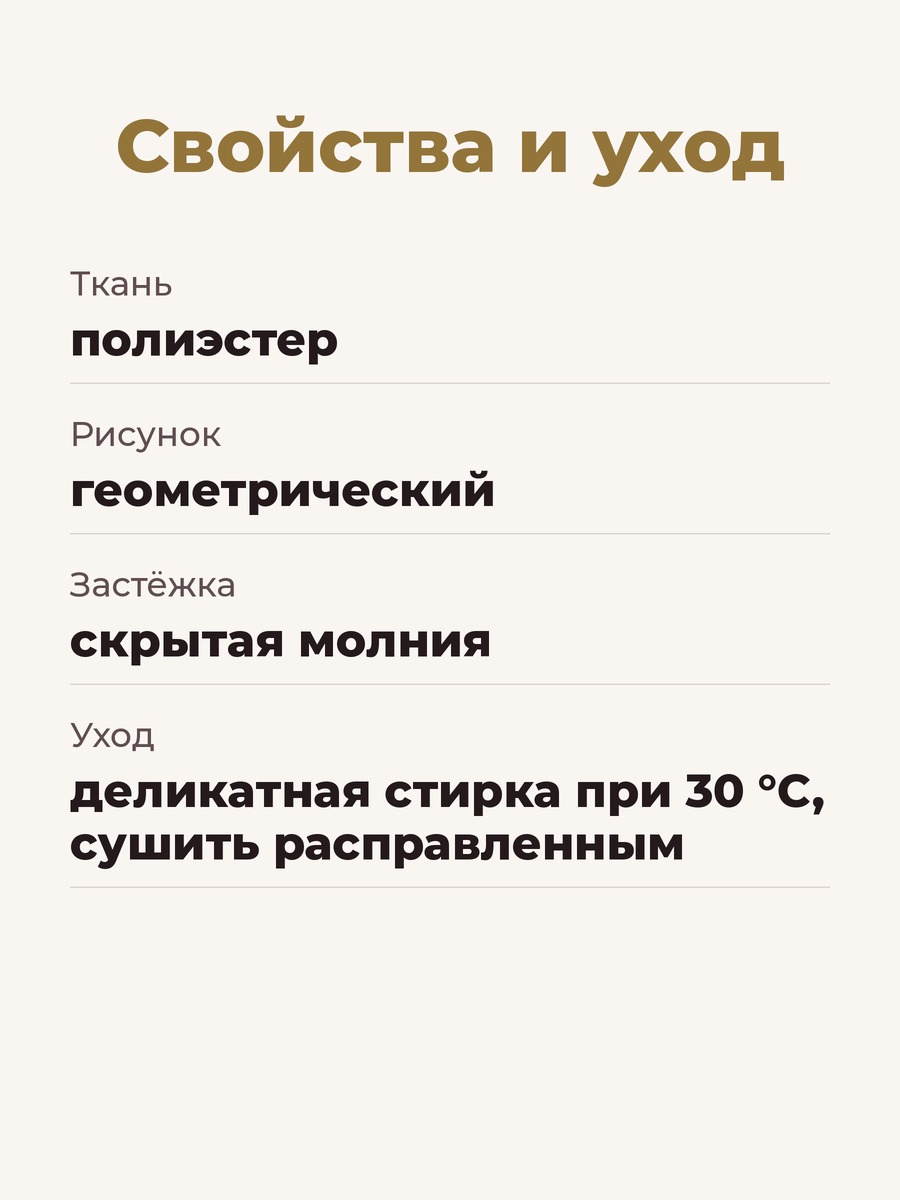 Свойства и уход
Ткань
полиэстер
Рисунок
геометрический
Застёжка
скрытая молния
Уход
деликатная стирка при 30 °C,
сушить расправленным